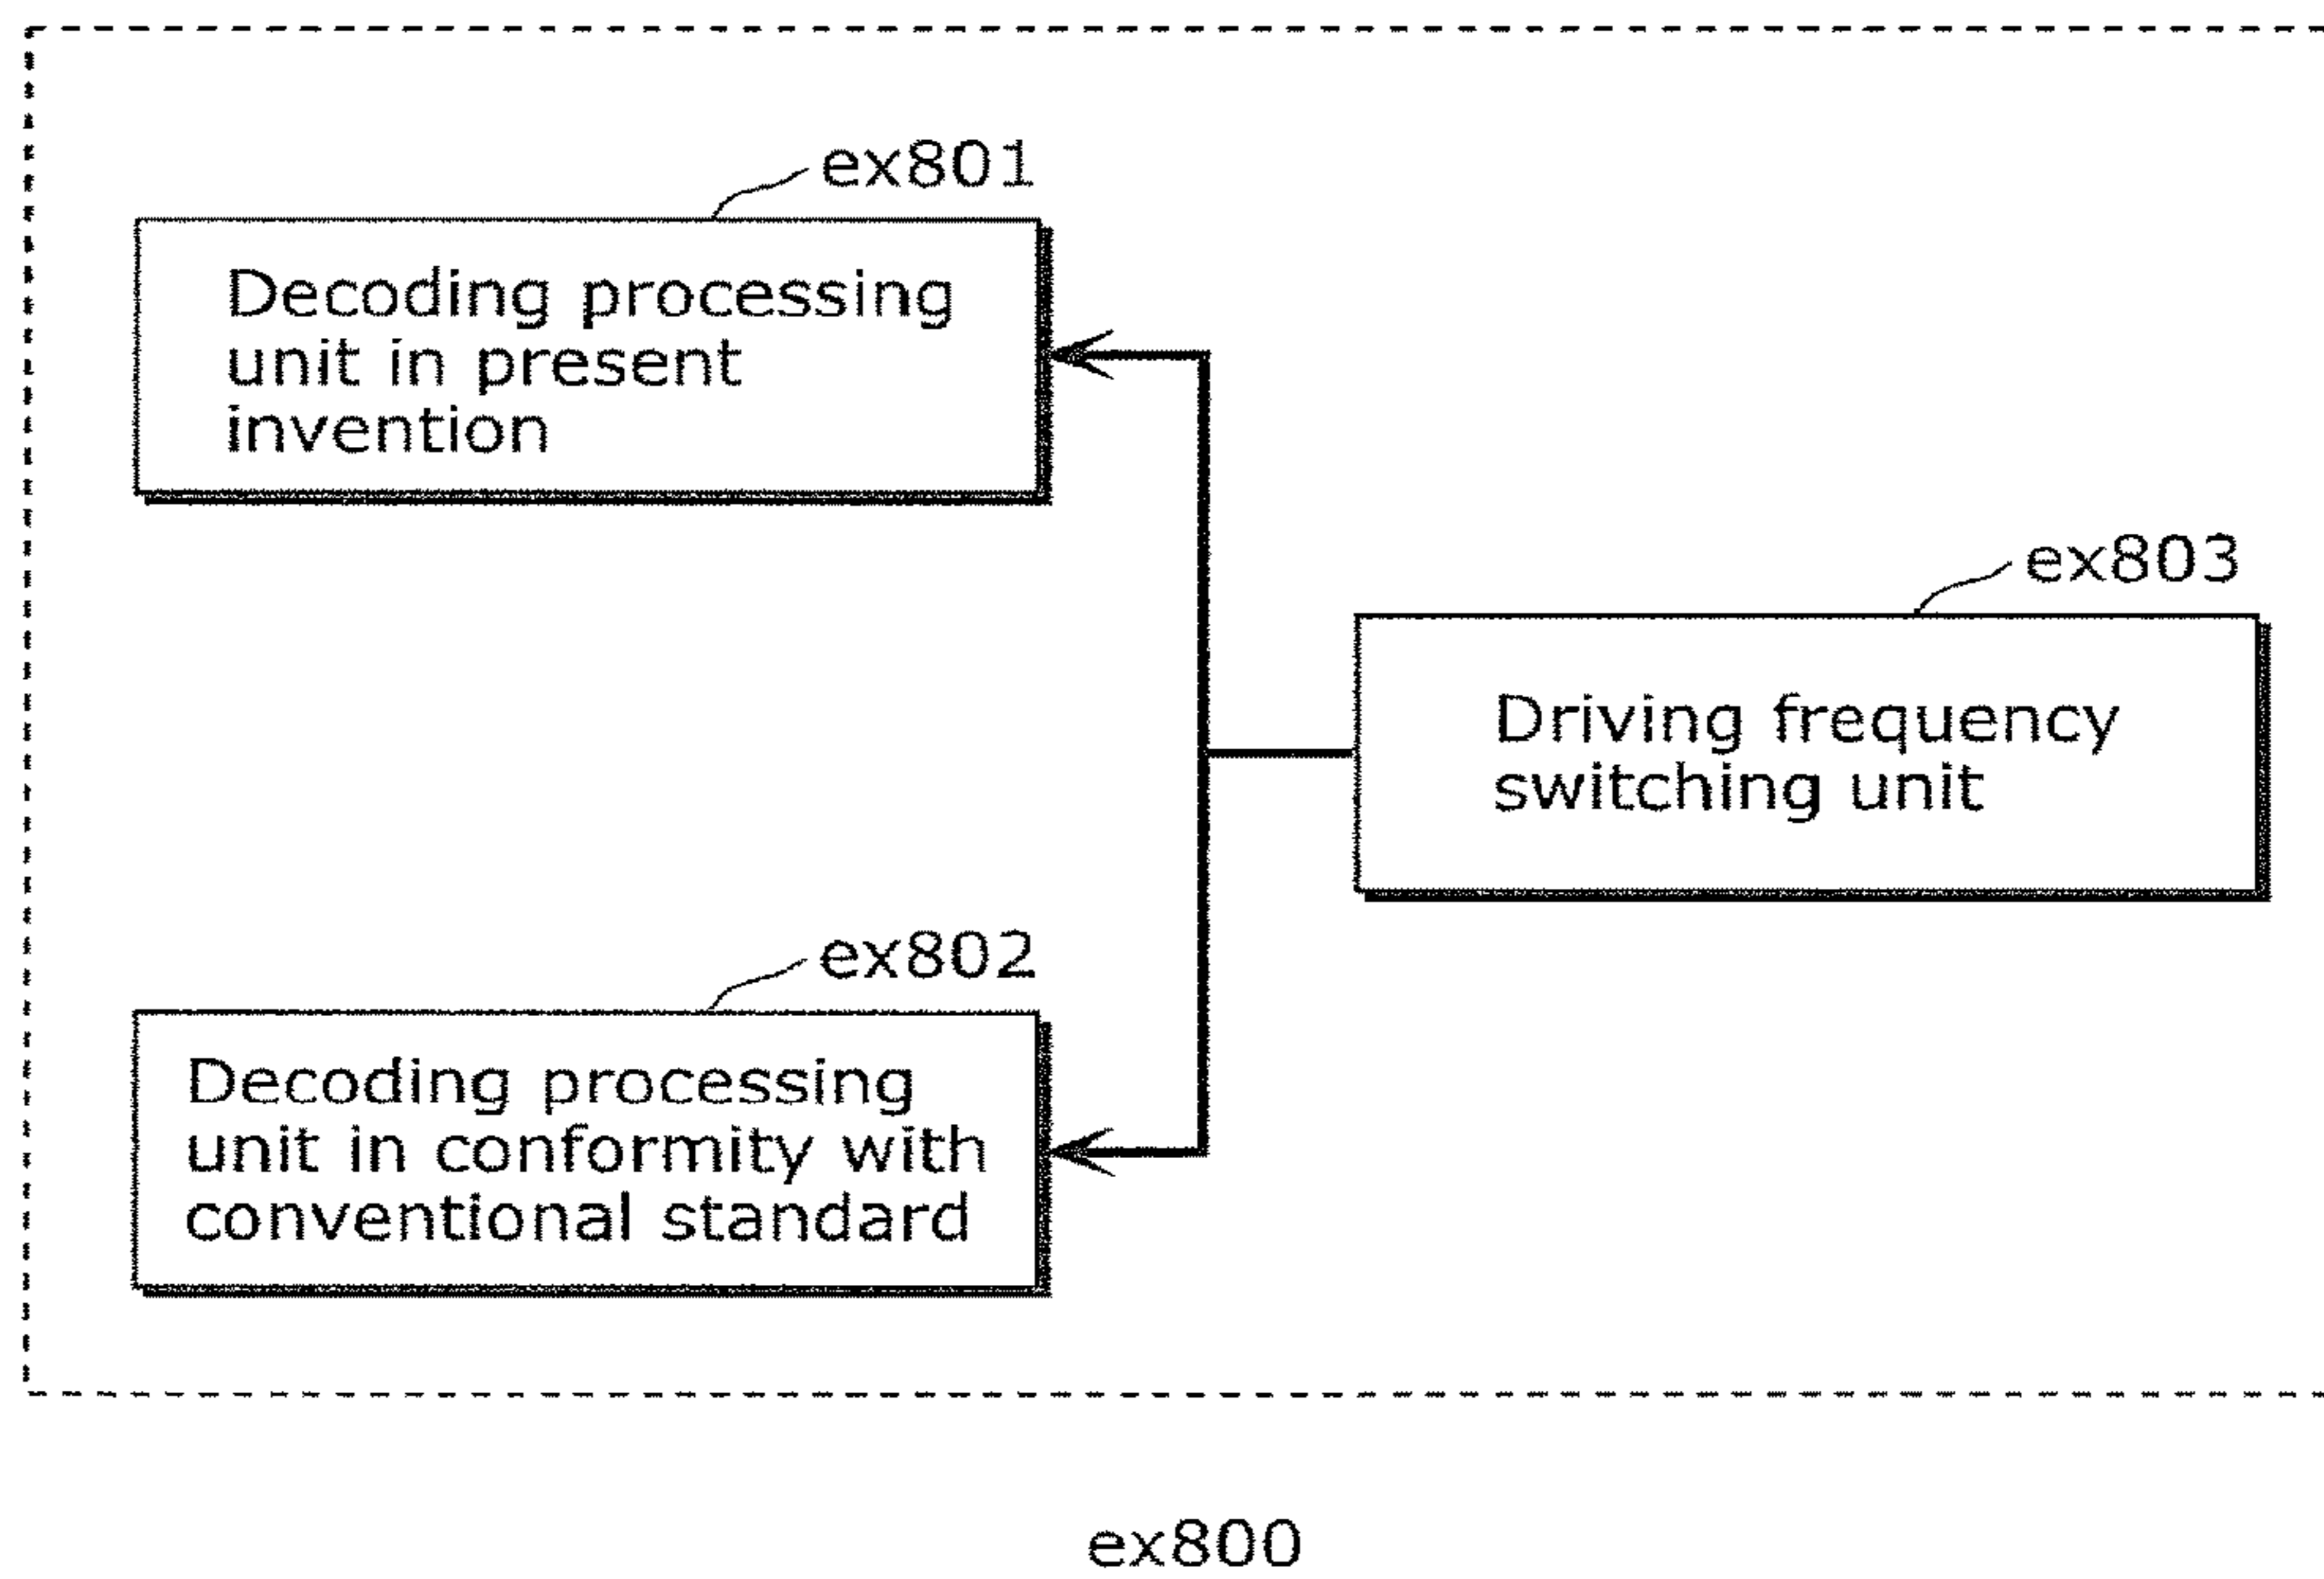 ex801
Decoding processing
unit in present
invention
ex803
Driving frequency
switching unit
ex802
Decoding processing
unit in conformity with
conventional standard
ex800